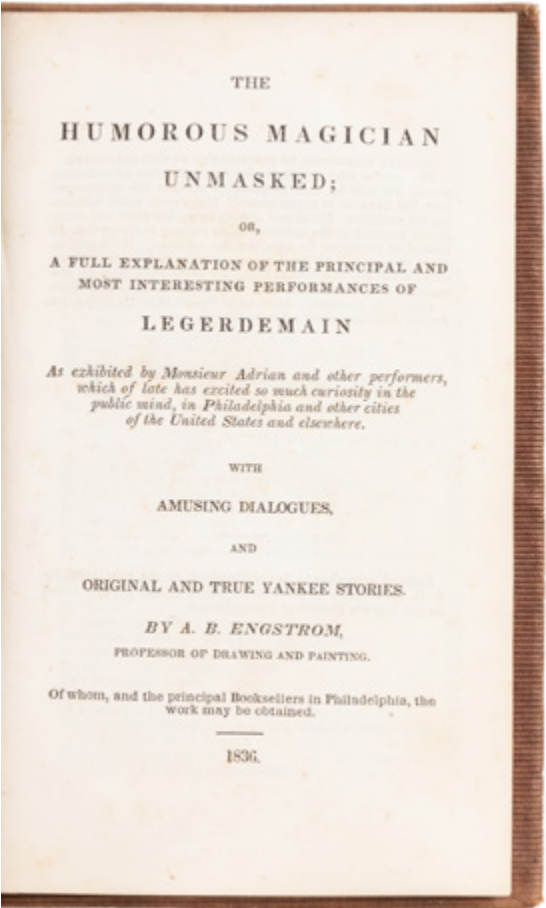 THE
HUMOROUS MAGICIAN
UNMASKED;
OR,
A FULL EXPLANATION OF THE PRINCIPAL AND
MOST INTERESTING PERFORMANCES OF
LEGERDEMAIN
As exhibited by Monsieur Adrian and other performers,
which of late has excited so much curiosity in the
public mind, in Philadelphia and other cities
of the United States and elsewhere.
WITH
AMUSING DIALOGUES,
AND
ORIGINAL AND TRUE YANKEE STORIES.
BY A. B. ENGSTROM,
PROFESSOR OF DRAWING AND PAINTING.
Of whom, and the principal Booksellers in Philadelphia, the
work may be obtained.
1836.